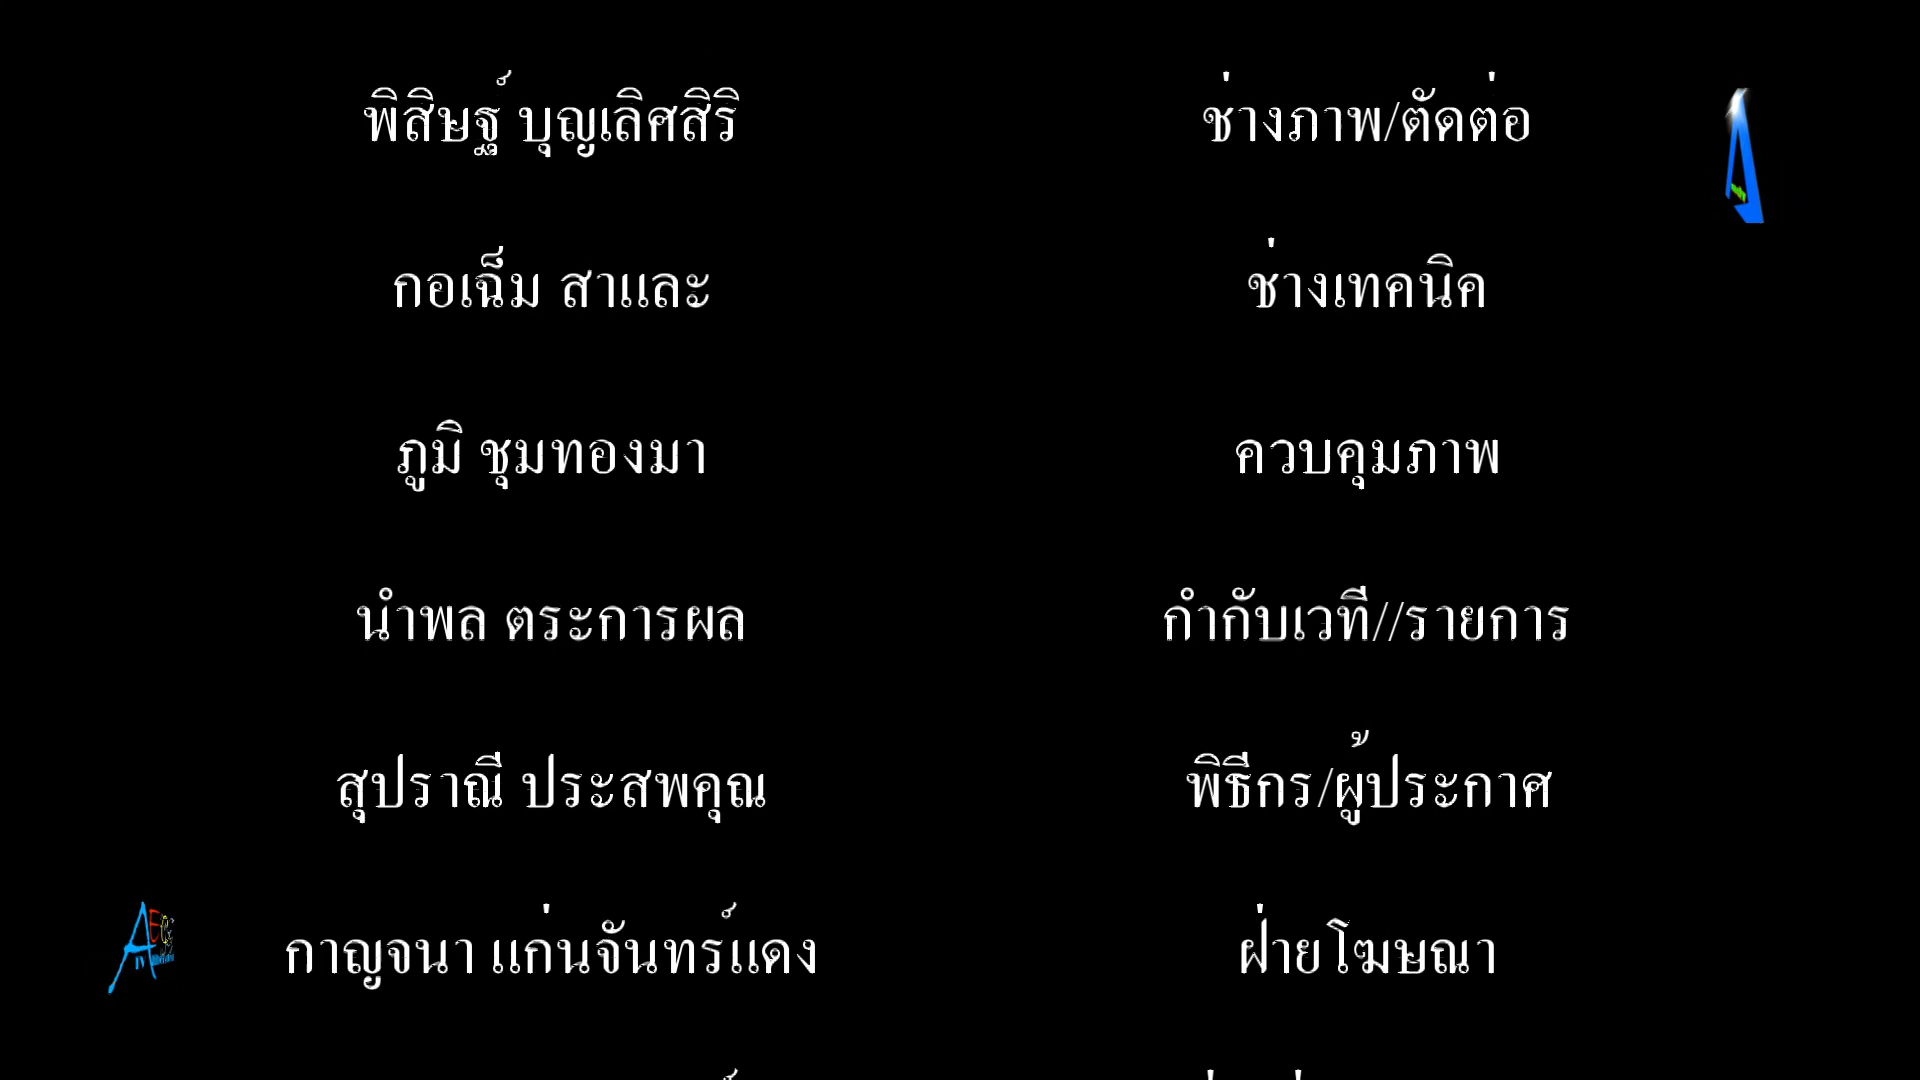 พิสิษฐ์ บุญเลิศสิริ ช่างภาพ/ตัดต่อ
กอเฉ็ม สาและ ช่างเทคนิค
ภูมิ ชุมทองมา ควบคุมภาพ
นำพล ตระการผล กำกับเวที//รายการ
สุปราณี ประสพคุณ พิธีกร/ผู้ประกาศ
กาญจนา แก่นจันทร์แดง ฝ่ายโฆษณา